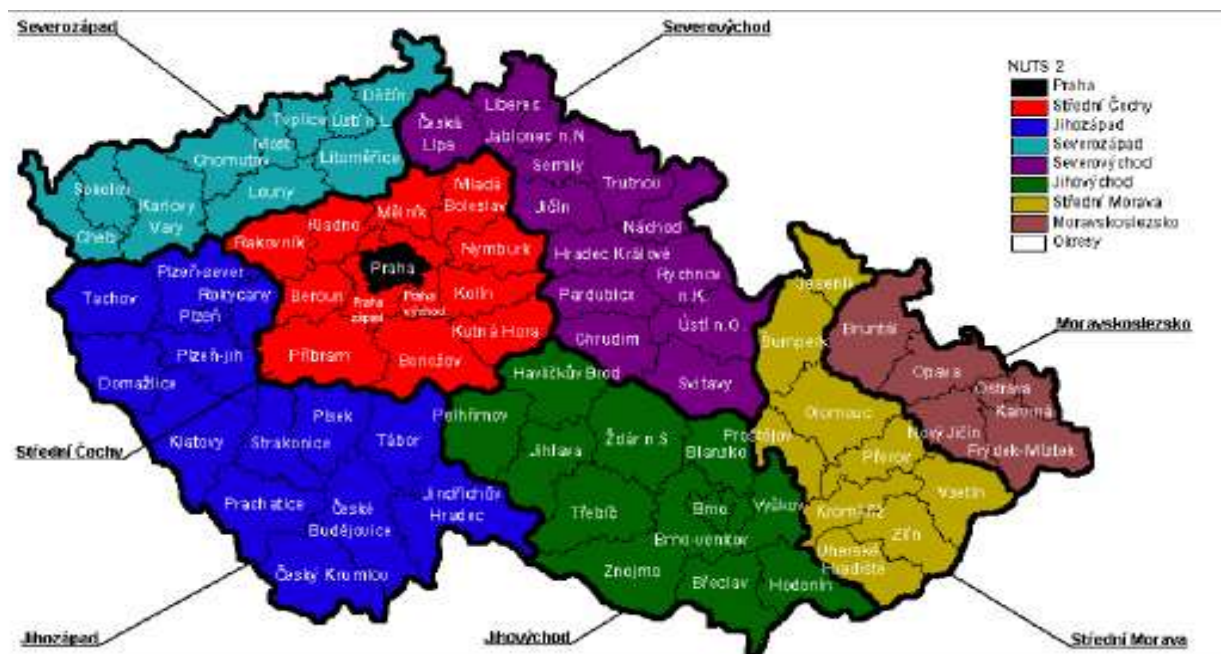 Severozápad
Severovýchod
NUTS 2
Praha
Střední Čechy
Jihozápad
Severozápad
Severovýchod
Jihovýchod
Střední Morava
Moravskoslezsko
Okresy
Děčín
Teplice
Ústí n.L.
Most
Chomutov
Litoměřice
Louny
Sokolov
Karlovy
Vary
Cheb
Liberec
Česká
Lípa
Jablonec n.N
Semily
Trutnov
Jičín
Náchod
Hradec Králové
Rychnov
n.K.
Pardubice
Ústí n.O.
Chrudim
Svitavy
Mladá
Boleslav
Mělník
Kladno
Rakovník
Nymburk
Praha
Beroun
Praha
západ
Praha
východ
Kolín
Kutná Hora
Příbram
Benešov
Plzeň-sever
Tachov
Rokycany
Plzeň
Plzeň-jih
Domažlice
Klatovy
Písek
Strakonice
Tábor
Prachatice
České
Budějovice
Jindřichův
Hradec
Český Krumlov
Havlíčkův Brod
Pelhřimov
Jihlava
Žďár n S
Blansko
Třebíč
Brno
Vyškov
Brno-venkov
Znojmo
Břeclav
Hodonín
Jeseník
Šumperk
Olomouc
Prostějov
Přerov
Kroměříž
Vsetín
Zlín
Uherské
Hradiště
Bruntál
Opava
Ostrava
Karviná
Nový Jičín
Frýdek-Místek
Moravskoslezsko
Střední Čechy
Jihozápad
Jihovýchod
Střední Morava